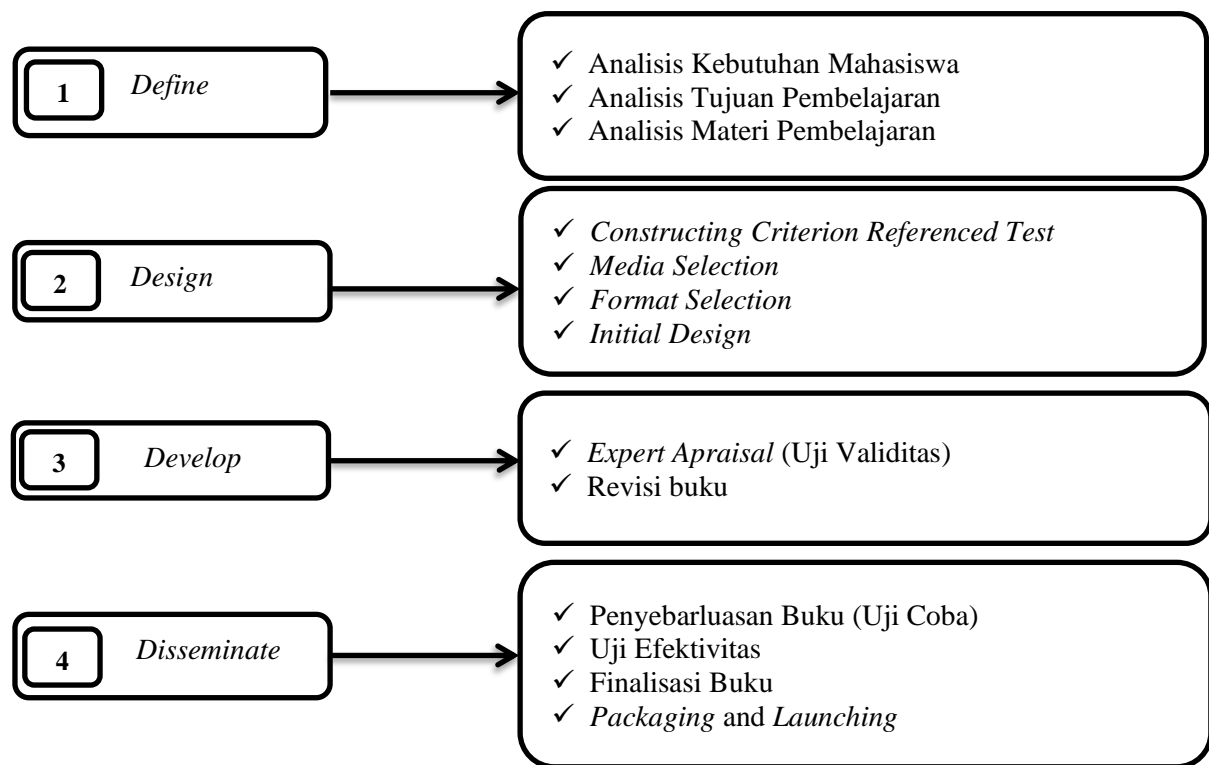 1 Define
✓ Analisis Kebutuhan Mahasiswa
✓ Analisis Tujuan Pembelajaran
✓ Analisis Materi Pembelajaran
2 Design
✓ Constructing Criterion Referenced Test
✓ Media Selection
✓ Format Selection
✓ Initial Design
3 Develop
✓ Expert Apraisal (Uji Validitas)
✓ Revisi buku
4 Disseminate
✓ Penyebarluasan Buku (Uji Coba)
✓ Uji Efektivitas
✓ Finalisasi Buku
✓ Packaging and Launching